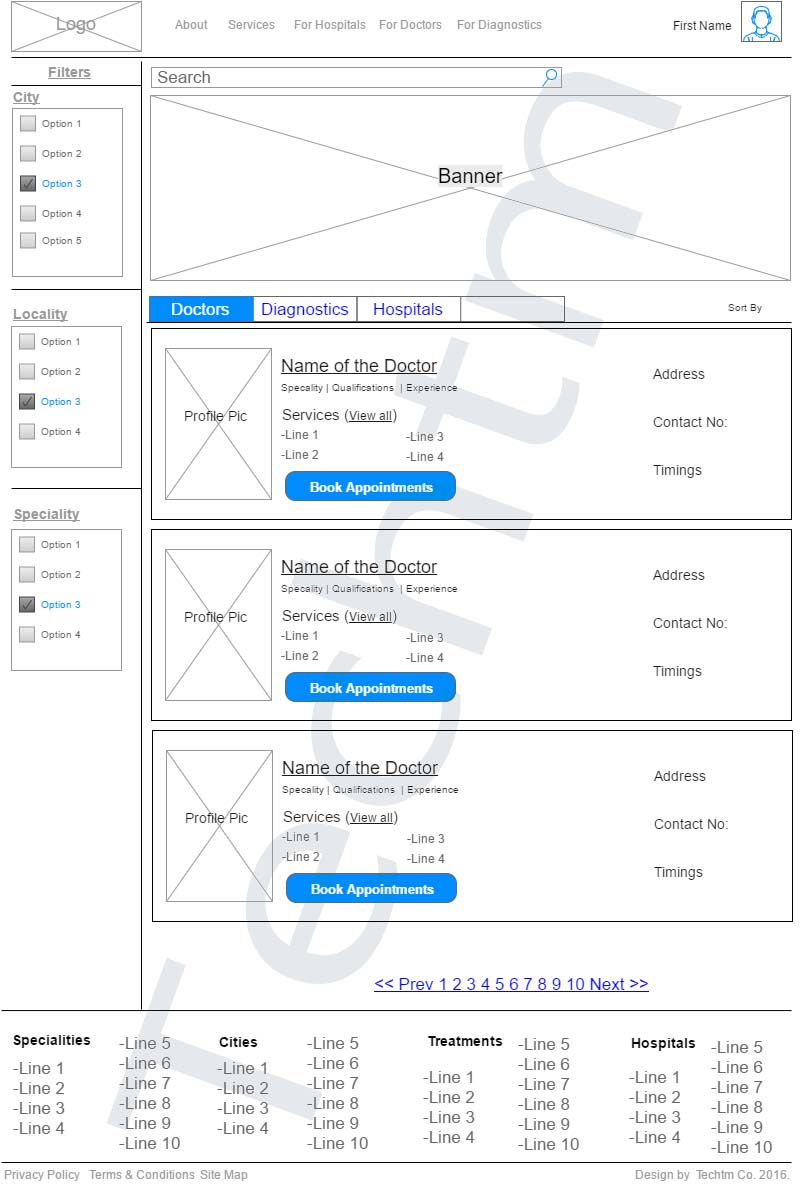 Logo
About Services For Hospitals For Doctors For Diagnostics
First Name
Filters
City
Option 1
Option 2
Option 3
Option 4
Option 5
Locality
Option 1
Option 2
Option 3
Option 4
Speciality
Option 1
Option 2
Option 3
Option 4
Search
Banner
Doctors Diagnostics Hospitals
Sort By
Profile Pic
Name of the Doctor
Specality | Qualifications | Experience
Services (View all)
-Line 1
-Line 2
-Line 3
-Line 4
Book Appointments
Address
Contact No:
Timings
Profile Pic
Name of the Doctor
Specality | Qualifications | Experience
Services (View all)
-Line 1
-Line 2
-Line 3
-Line 4
Book Appointments
Address
Contact No:
Timings
Profile Pic
Name of the Doctor
Specality | Qualifications | Experience
Services (View all)
-Line 1
-Line 2
-Line 3
-Line 4
Book Appointments
Address
Contact No:
Timings
Techtm
<< Prev 1 2 3 4 5 6 7 8 9 10 Next >>
Specialities
-Line 1
-Line 2
-Line 3
-Line 4
-Line 5
-Line 6
-Line 7
-Line 8
-Line 9
-Line 10
Cities
-Line 1
-Line 2
-Line 3
-Line 4
-Line 5
-Line 6
-Line 7
-Line 8
-Line 9
-Line 10
Treatments
-Line 1
-Line 2
-Line 3
-Line 4
-Line 5
-Line 6
-Line 7
-Line 8
-Line 9
-Line 10
Hospitals
-Line 1
-Line 2
-Line 3
-Line 4
-Line 5
-Line 6
-Line 7
-Line 8
-Line 9
-Line 10
Privacy Policy Terms & Conditions Site Map
Design by Techtm Co. 2016.